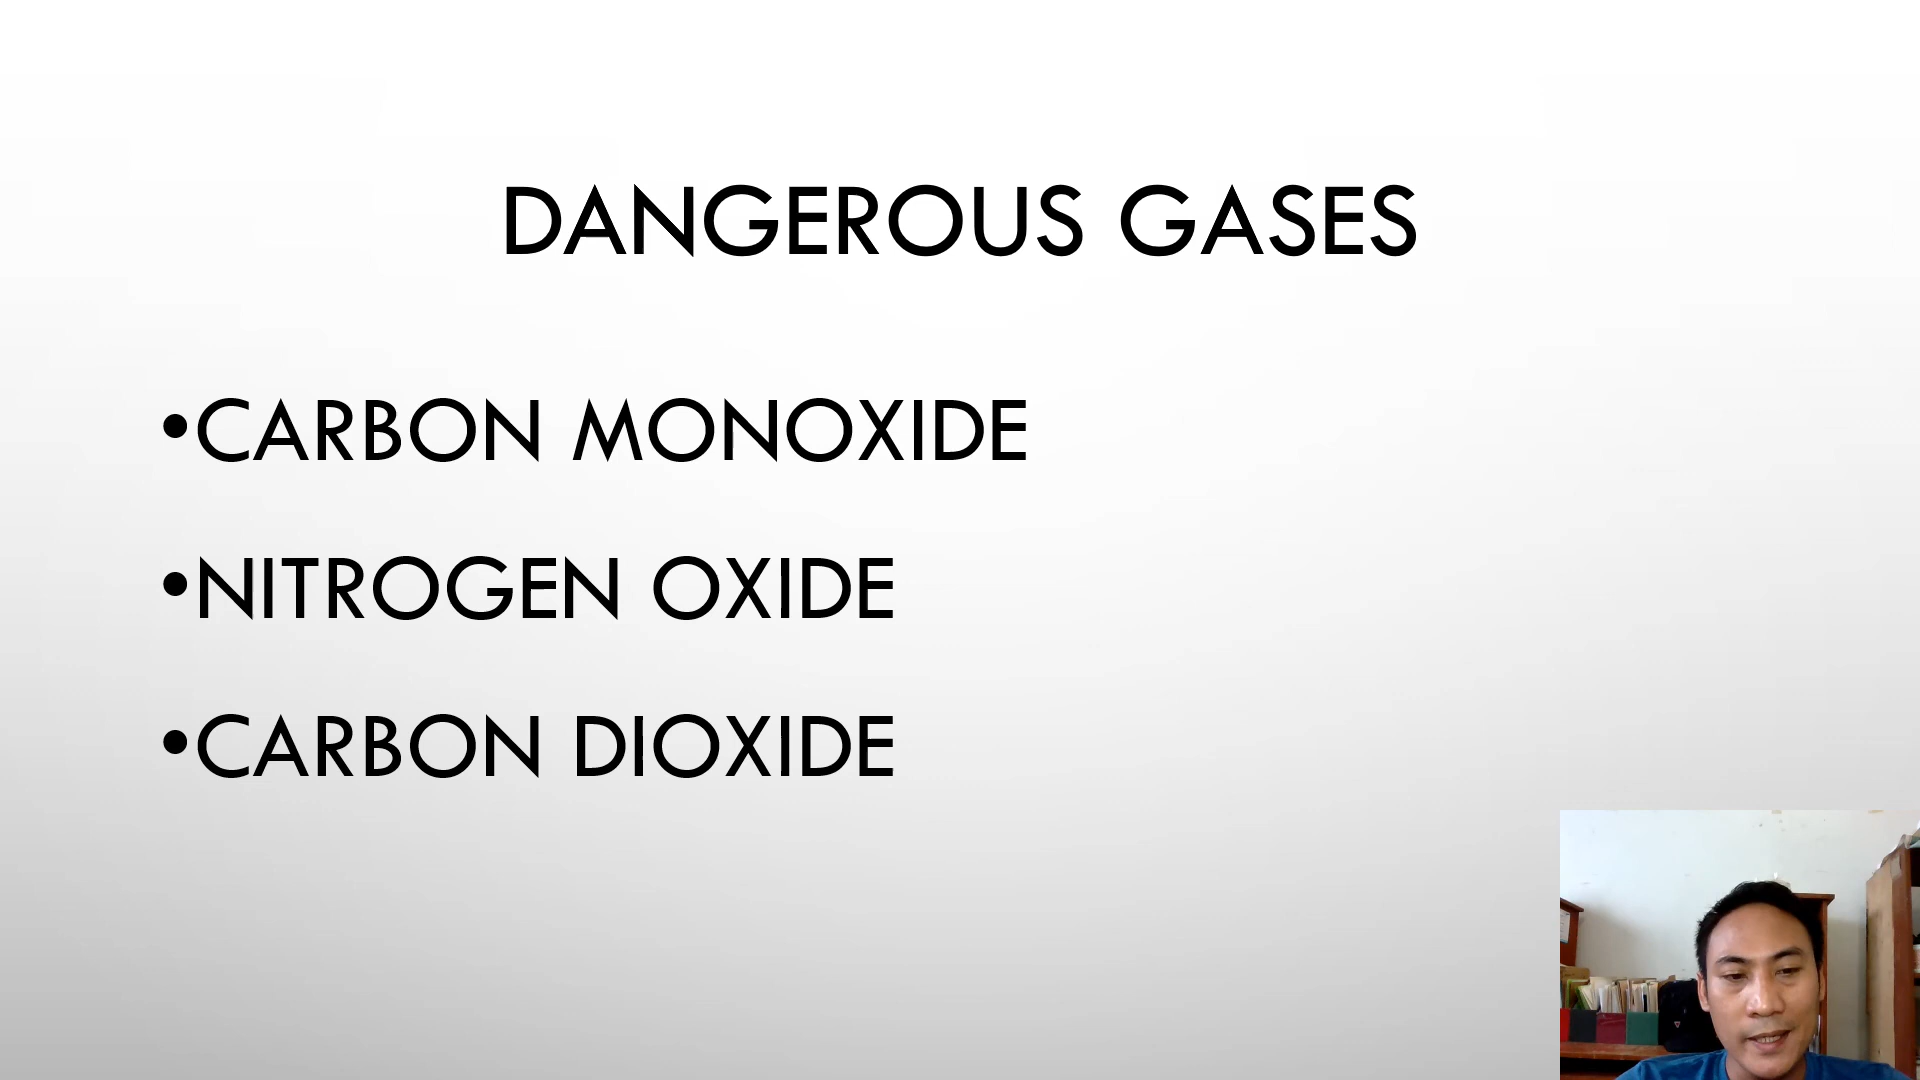 DANGEROUS GASES
•CARBON MONOXIDE
•NITROGEN OXIDE
•CARBON DIOXIDE